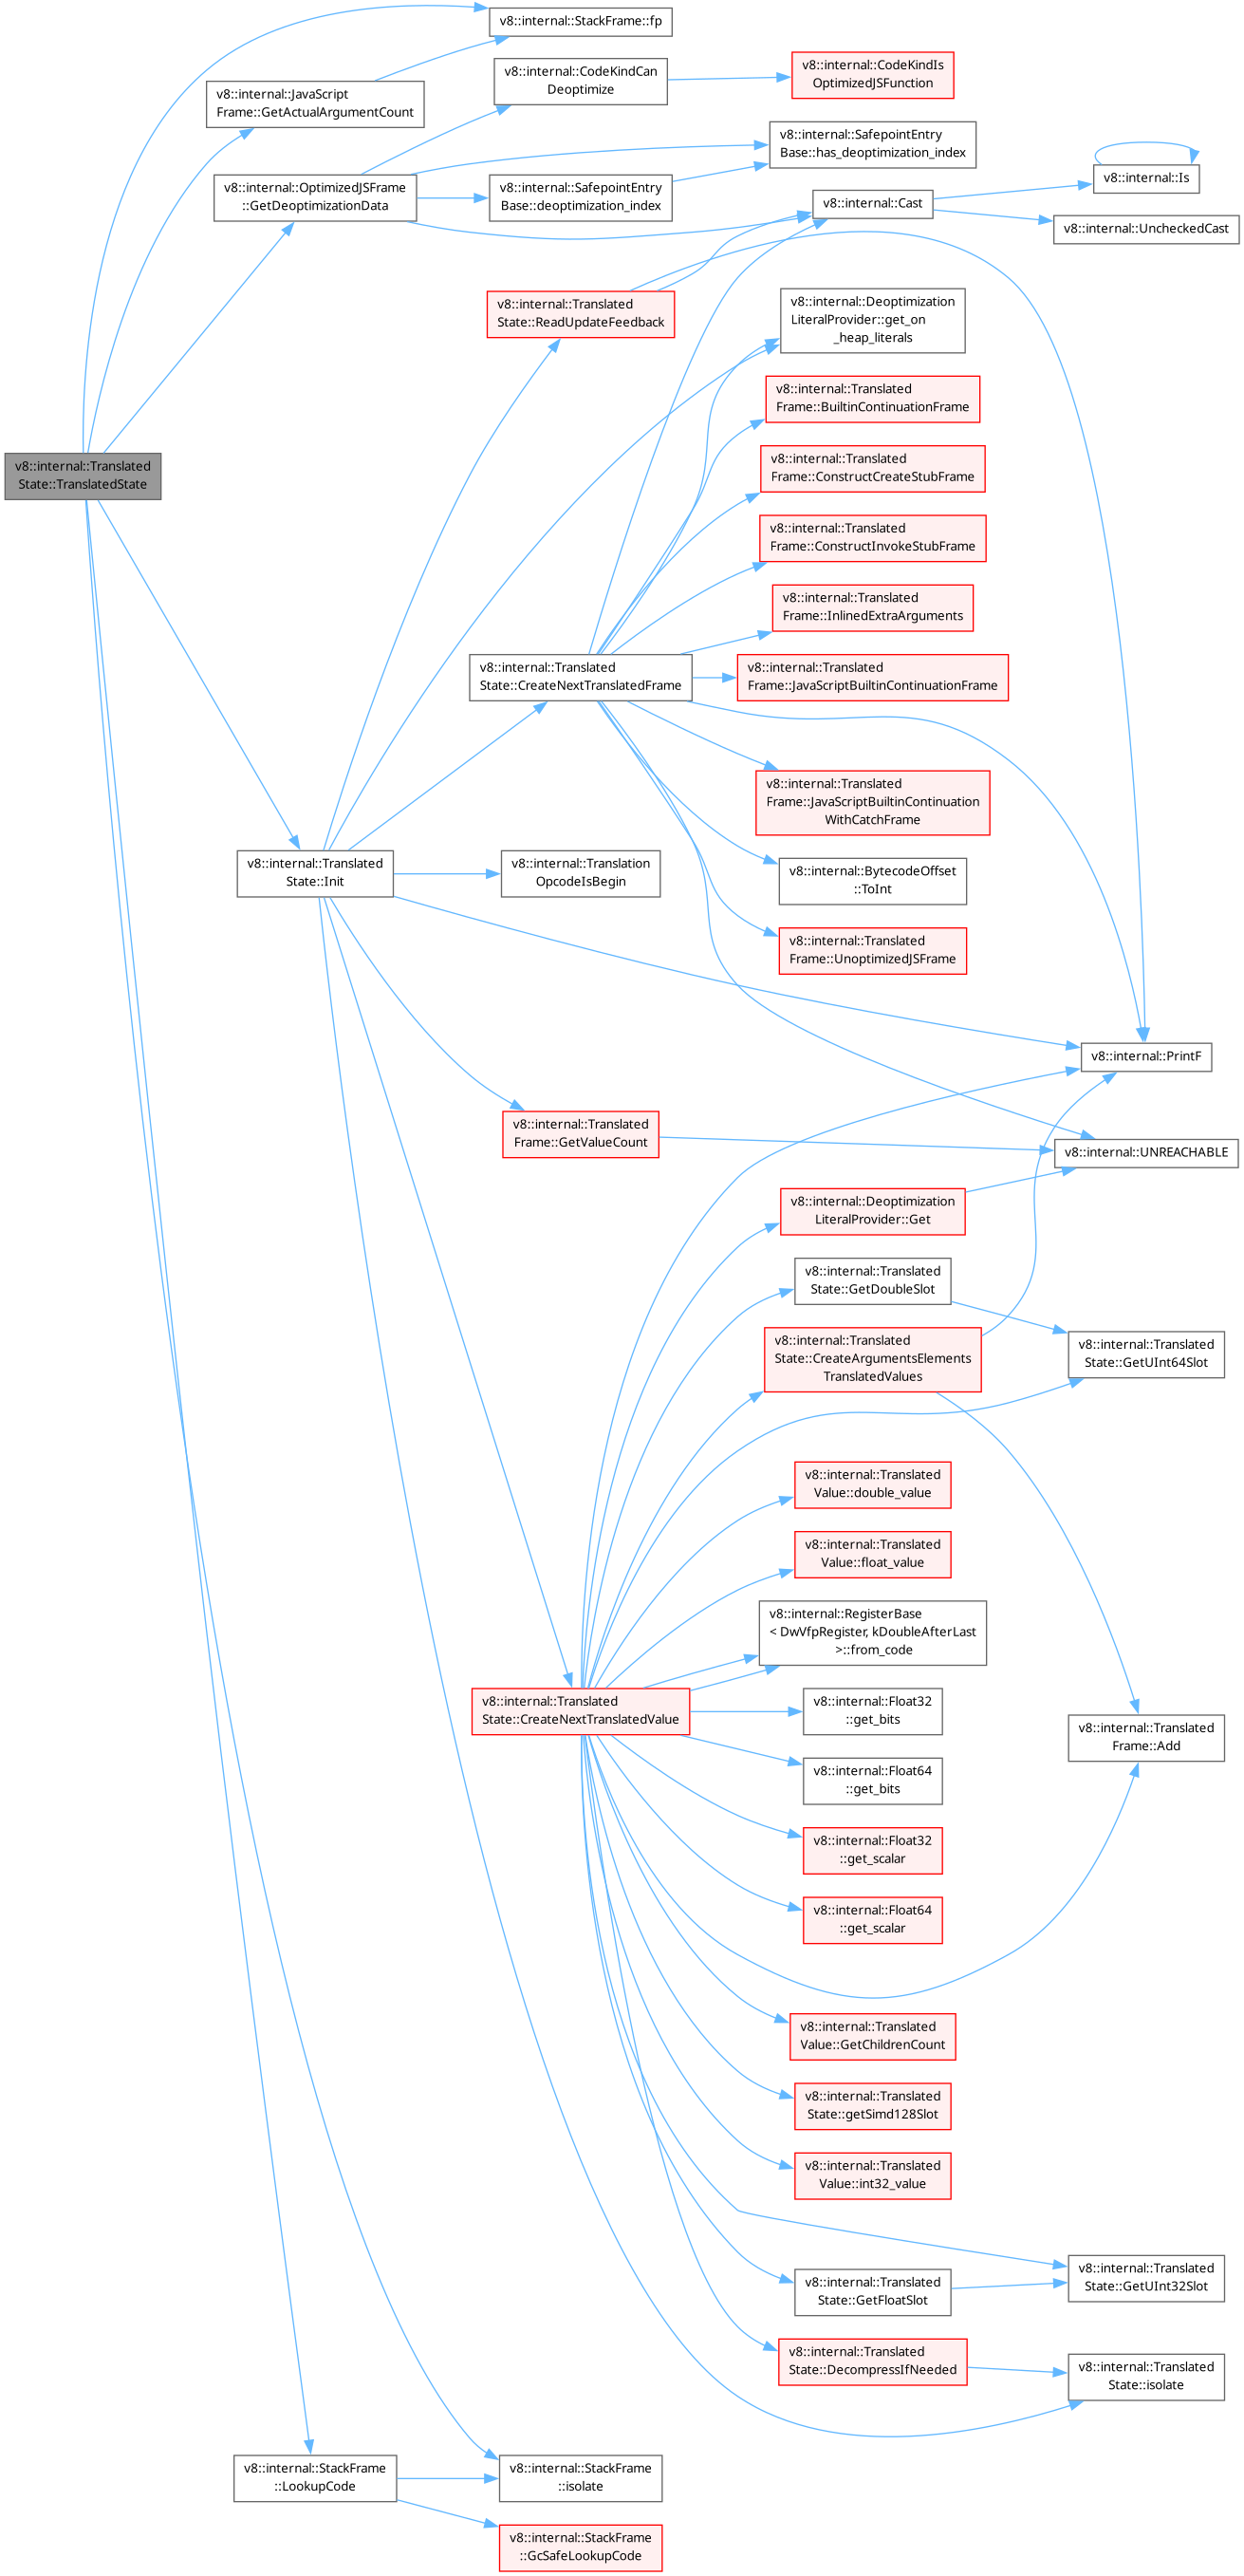 v8::internal::StackFrame::fp
v8::internal::CodeKindCan
Deoptimize
v8::internal::CodeKindIs
OptimizedJSFunction
v8::internal::JavaScript
Frame::GetActualArgumentCount
v8::internal::SafepointEntry
Base::has_deoptimization_index
v8::internal::Is
v8::internal::OptimizedJSFrame
::GetDeoptimizationData
v8::internal::SafepointEntry
Base::deoptimization_index
v8::internal::Cast
v8::internal::UncheckedCast
v8::internal::Translated
State::ReadUpdateFeedback
v8::internal::Deoptimization
LiteralProvider::get_on
_heap_literals
v8::internal::Translated
Frame::BuiltinContinuationFrame
v8::internal::Translated
State::TranslatedState
v8::internal::Translated
Frame::ConstructCreateStubFrame
v8::internal::Translated
Frame::ConstructInvokeStubFrame
v8::internal::Translated
Frame::InlinedExtraArguments
v8::internal::Translated
State::CreateNextTranslatedFrame
v8::internal::Translated
Frame::JavaScriptBuiltinContinuationFrame
v8::internal::Translated
Frame::JavaScriptBuiltinContinuation
WithCatchFrame
v8::internal::Translated
State::Init
v8::internal::Translation
OpcodeIsBegin
v8::internal::BytecodeOffset
::ToInt
v8::internal::Translated
Frame::UnoptimizedJSFrame
v8::internal::PrintF
v8::internal::Translated
Frame::GetValueCount
v8::internal::UNREACHABLE
v8::internal::Deoptimization
LiteralProvider::Get
v8::internal::Translated
State::GetDoubleSlot
v8::internal::Translated
State::CreateArgumentsElements
TranslatedValues
v8::internal::Translated
State::GetUInt64Slot
v8::internal::Translated
Value::double_value
v8::internal::Translated
Value::float_value
v8::internal::RegisterBase
< DwVfpRegister, kDoubleAfterLast
>::from_code
v8::internal::Translated
State::CreateNextTranslatedValue
v8::internal::Float32
::get_bits
v8::internal::Translated
Frame::Add
v8::internal::Float64
::get_bits
v8::internal::Float32
::get_scalar
v8::internal::Float64
::get_scalar
v8::internal::Translated
Value::GetChildrenCount
v8::internal::Translated
State::getSimd128Slot
v8::internal::Translated
Value::int32_value
v8::internal::Translated
State::GetFloatSlot
v8::internal::Translated
State::GetUInt32Slot
v8::internal::Translated
State::DecompressIfNeeded
v8::internal::Translated
State::isolate
v8::internal::StackFrame
::LookupCode
v8::internal::StackFrame
::isolate
v8::internal::StackFrame
::GcSafeLookupCode